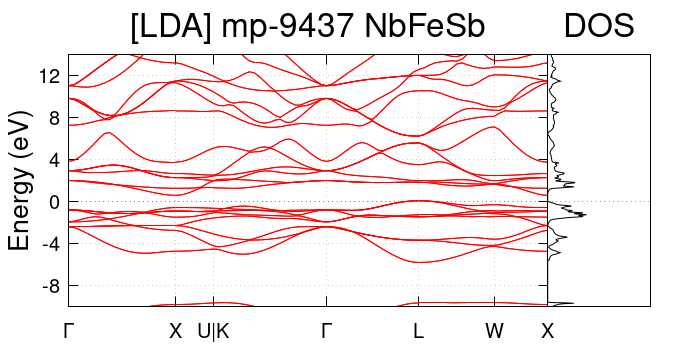 [LDA] mp-9437 NbFeSb DOS
Energy (eV)
12
8
4
0
-4
-8
Γ X U|K Γ L W X